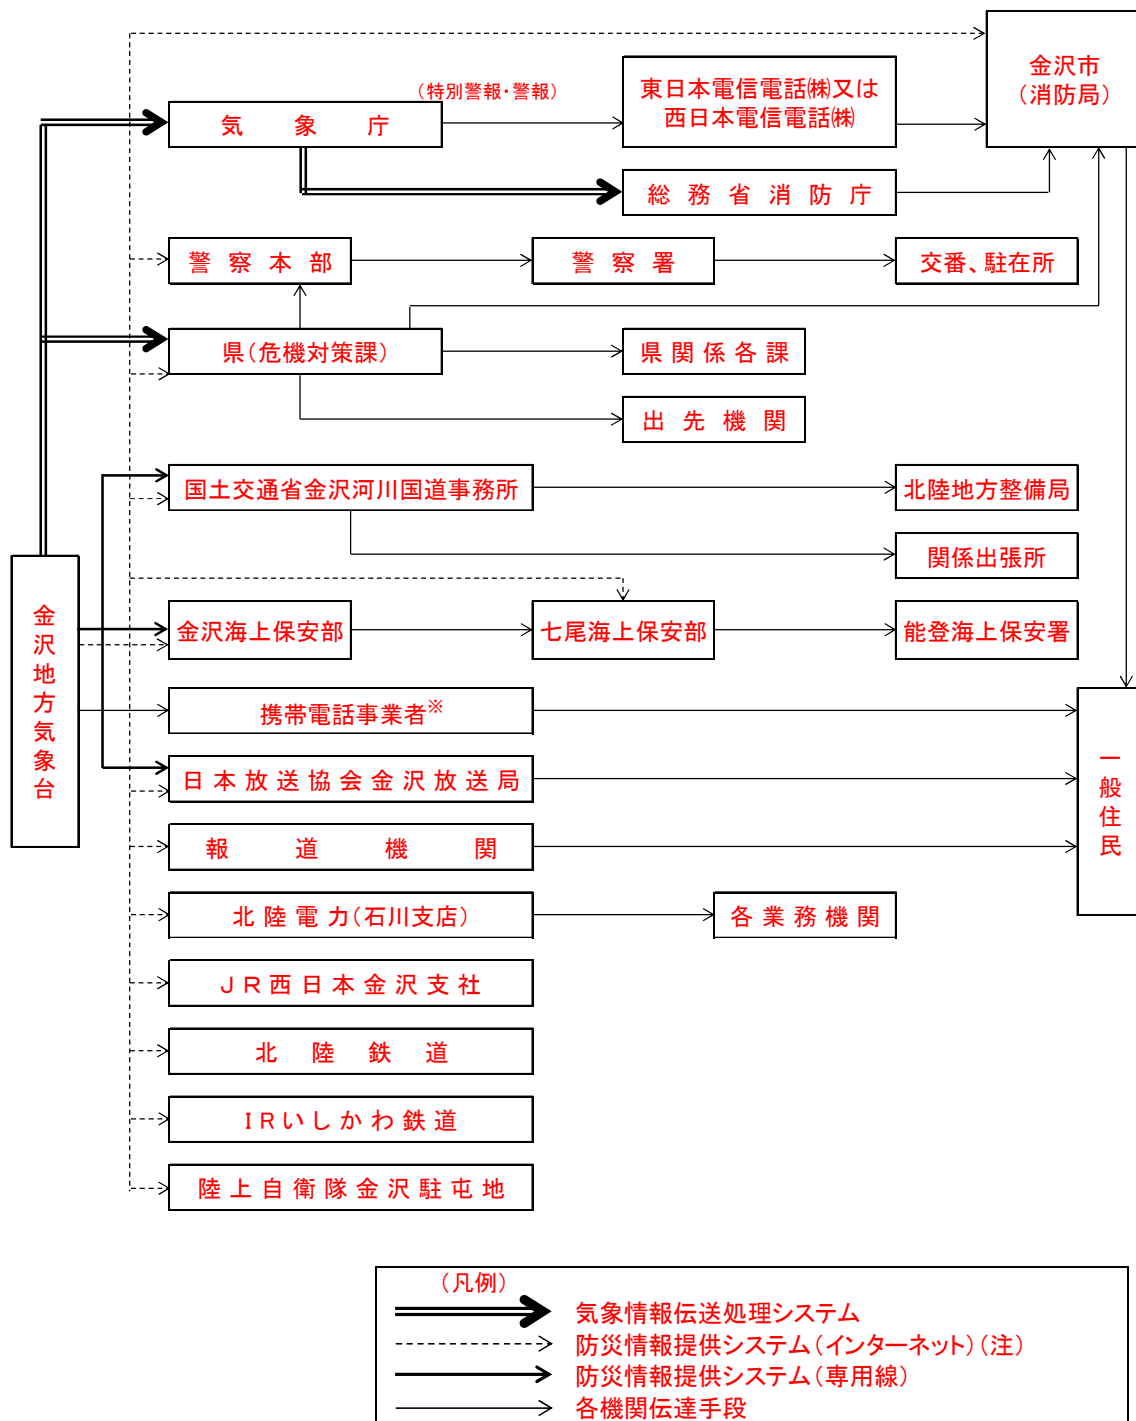 金沢市
（消防局）
（特別警報・警報）
東日本電信電話㈱又は
西日本電信電話㈱
気象庁
総務省消防庁
警察本部
警察署
交番、駐在所
県（危機対策課）
県関係各課
出先機関
国土交通省金沢河川国道事務所
北陸地方整備局
関係出張所
金沢地方気象台
金沢海上保安部
七尾海上保安部
能登海上保安署
携帯電話事業者※
日本放送協会金沢放送局
一般住民
報道機関
北陸電力（石川支店）
各業務機関
ＪＲ西日本金沢支社
北陸鉄道
ＩＲいしかわ鉄道
陸上自衛隊金沢駐屯地
（凡例）
気象情報伝送処理システム
防災情報提供システム（インターネット）（注）
防災情報提供システム（専用線）
各機関伝達手段